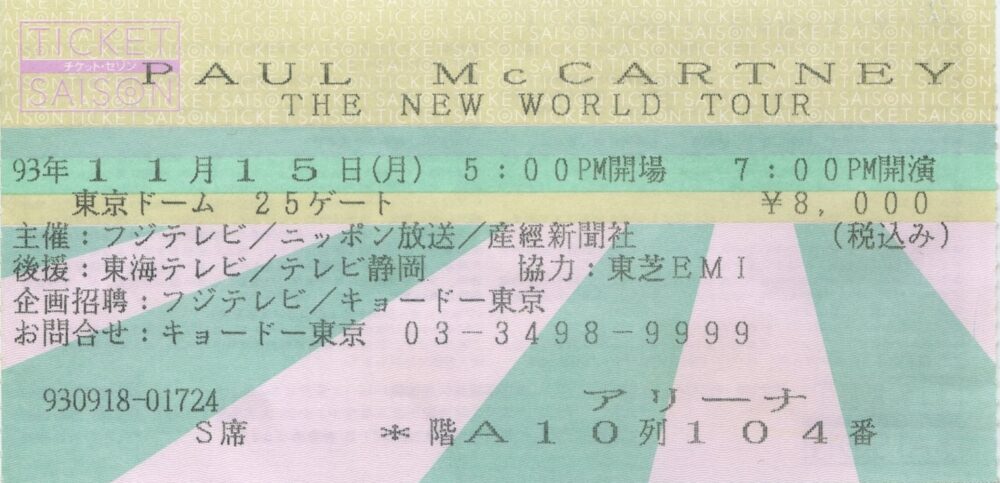 TICKET
チケット・セゾン
SAISON
PAUL McCARTNEY
THE NEW WORLD TOUR
93年 11月15日(月) 5:00PM開場 7:00PM開演
東京ドーム 25ゲート ¥8,000
主催:フジテレビ/ニッポン放送/産經新聞社 (税込み)
後援:東海テレビ/テレビ静岡 協力:東芝EMI
企画招聘:フジテレビ/キョードー東京
お問合せ:キョードー東京 03-3498-9999
930918-01724 アリーナ
S席 *階A10列104番